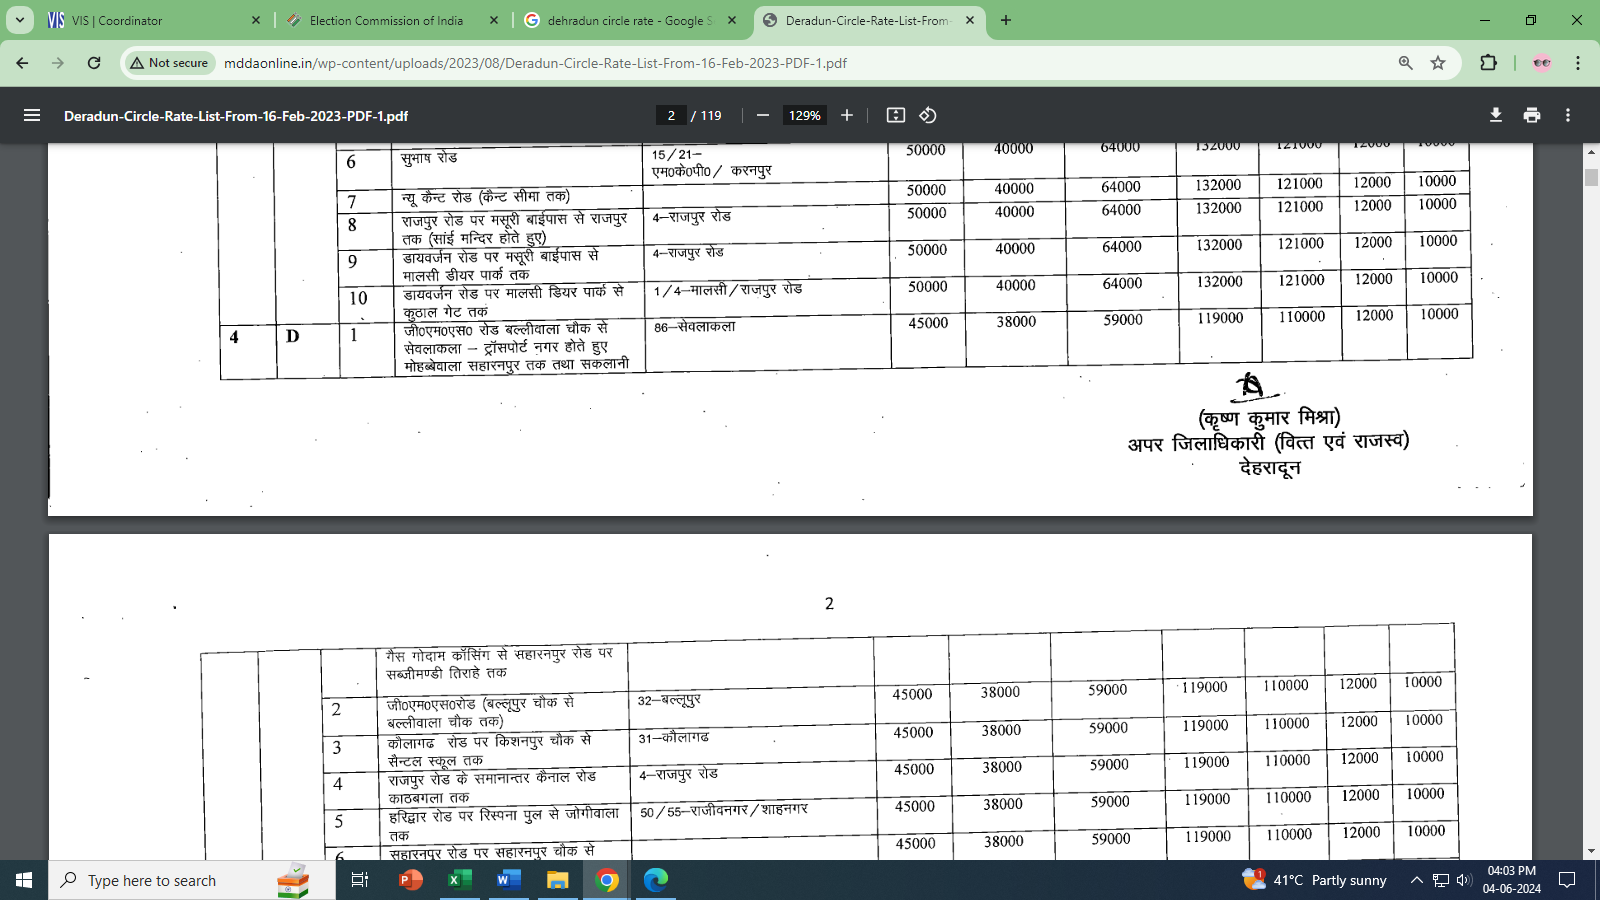 VIS | Coordinator
Election Commission of India
dehradun circle rate - Google S
Deradun-Circle-Rate-List-From-
Not secure
mddaonline.in/wp-content/uploads/2023/08/Deradun-Circle-Rate-List-From-16-Feb-2023-PDF-1.pdf
Deradun-Circle-Rate-List-From-16-Feb-2023-PDF-1.pdf
2 / 119
129%
6 सुभाष रोड 15/21– 50000 40000 64000 132000 121000 12000 10000
एम0के0पी0/ करनपुर
7 न्यू कैन्ट रोड (कैन्ट सीमा तक) 50000 40000 64000 132000 121000 12000 10000
8 राजपुर रोड पर मसूरी बाईपास से राजपुर 4–राजपुर रोड 50000 40000 64000 132000 121000 12000 10000
तक (सांई मन्दिर होते हुए)
9 डायवर्जन रोड पर मसूरी बाईपास से 4–राजपुर रोड 50000 40000 64000 132000 121000 12000 10000
मालसी डीयर पार्क तक
10 डायवर्जन रोड पर मालसी डियर पार्क से 1/4–मालसी/राजपुर रोड 50000 40000 64000 132000 121000 12000 10000
कुठाल गेट तक
4 D 1 जी0एम0एस0 रोड बल्लीवाला चौक से 86–सेवलाकला 45000 38000 59000 119000 110000 12000 10000
सेवलाकला – ट्रॉसपोर्ट नगर होते हुए
मोहब्बेवाला सहारनपुर तक तथा सकलानी
(कृष्ण कुमार मिश्रा)
अपर जिलाधिकारी (वित्त एवं राजस्व)
देहरादून
2
गैस गोदाम कॉसिंग से सहारनपुर रोड पर
सब्जीमण्डी तिराहे तक
2 जी0एम0एस0रोड (बल्लूपुर चौक से 32–बल्लूपुर 45000 38000 59000 119000 110000 12000 10000
बल्लीवाला चौक तक)
3 कौलागढ रोड पर किशनपुर चौक से 31–कौलागढ 45000 38000 59000 119000 110000 12000 10000
सैन्टल स्कूल तक
4 राजपुर रोड के समानान्तर कैनाल रोड 4–राजपुर रोड 45000 38000 59000 119000 110000 12000 10000
काठबगला तक
5 हरिद्वार रोड पर रिस्पना पुल से जोगीवाला 50/55–राजीवनगर/शाहनगर 45000 38000 59000 119000 110000 12000 10000
तक
6 सहारनपुर रोड पर सहारनपुर चौक से 45000 38000 59000 119000 110000 12000 10000
Type here to search
41°C Partly sunny
04:03 PM
04-06-2024